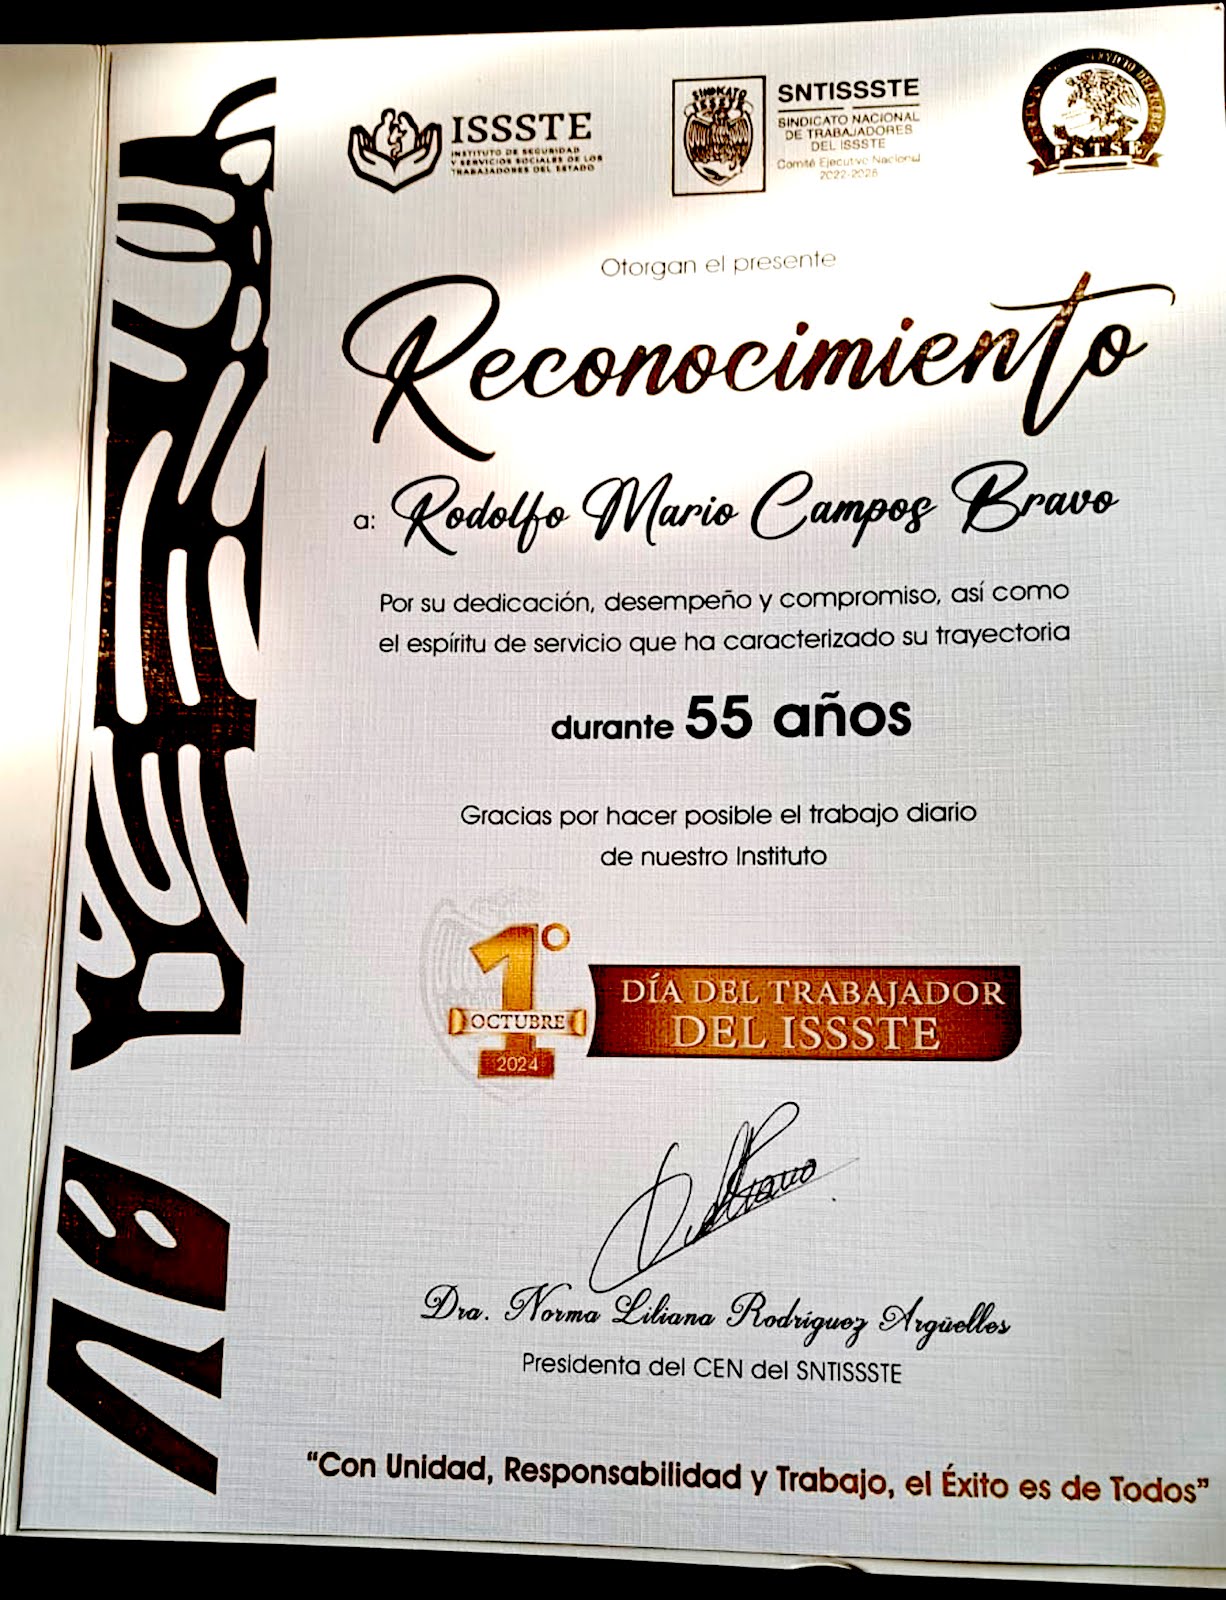 ISSSTE
INSTITUTO DE SEGURIDAD
Y SERVICIOS SOCIALES DE LOS
TRABAJADORES DEL ESTADO
SINDICATO
ISSSTE
SNTISSSTE
SINDICATO NACIONAL
DE TRABAJADORES
DEL ISSSTE
Comité Ejecutivo Nacional
FSTSE
Otorgan el presente
Reconocimiento
a: Rodolfo Mario Campos Bravo
Por su dedicación, desempeño y compromiso, así como
el espíritu de servicio que ha caracterizado su trayectoria
durante 55 años
Gracias por hacer posible el trabajo diario
de nuestro Instituto
1°
OCTUBRE
2024
DÍA DEL TRABAJADOR
DEL ISSSTE
Dra. Norma Liliana Rodríguez Argüelles
Presidenta del CEN del SNTISSSTE
“Con Unidad, Responsabilidad y Trabajo, el Éxito es de Todos”